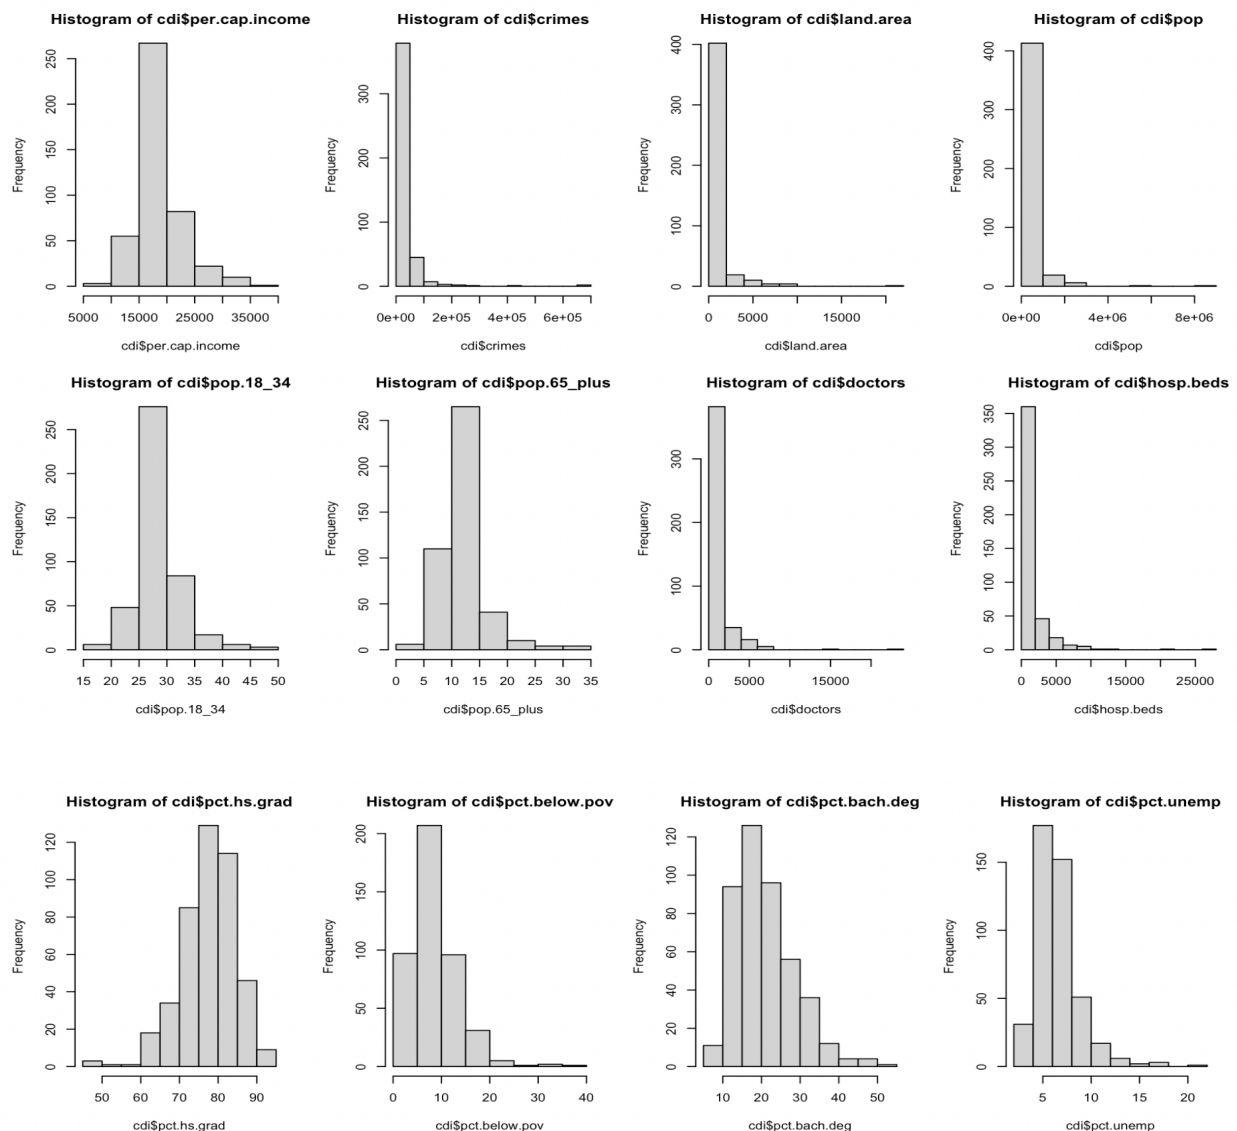 Histogram of cdi$per.cap.income
Frequency
0 50 100 150 200 250
5000 15000 25000 35000
cdi$per.cap.income
Histogram of cdi$crimes
Frequency
0 100 200 300
0e+00 2e+05 4e+05 6e+05
cdi$crimes
Histogram of cdi$land.area
Frequency
0 100 200 300 400
0 5000 15000
cdi$land.area
Histogram of cdi$pop
Frequency
0 100 200 300 400
0e+00 4e+06 8e+06
cdi$pop
Histogram of cdi$pop.18_34
Frequency
0 50 100 150 200 250
15 20 25 30 35 40 45 50
cdi$pop.18_34
Histogram of cdi$pop.65_plus
Frequency
0 50 100 150 200 250
0 5 10 15 20 25 30 35
cdi$pop.65_plus
Histogram of cdi$doctors
Frequency
0 100 200 300
0 5000 15000
cdi$doctors
Histogram of cdi$hosp.beds
Frequency
0 50 100 150 200 250 300 350
0 5000 15000 25000
cdi$hosp.beds
Histogram of cdi$pct.hs.grad
Frequency
0 20 40 60 80 100 120
50 60 70 80 90
cdi$pct.hs.grad
Histogram of cdi$pct.below.pov
Frequency
0 50 100 150 200
0 10 20 30 40
cdi$pct.below.pov
Histogram of cdi$pct.bach.deg
Frequency
0 20 40 60 80 100 120
10 20 30 40 50
cdi$pct.bach.deg
Histogram of cdi$pct.unemp
Frequency
0 50 100 150
5 10 15 20
cdi$pct.unemp